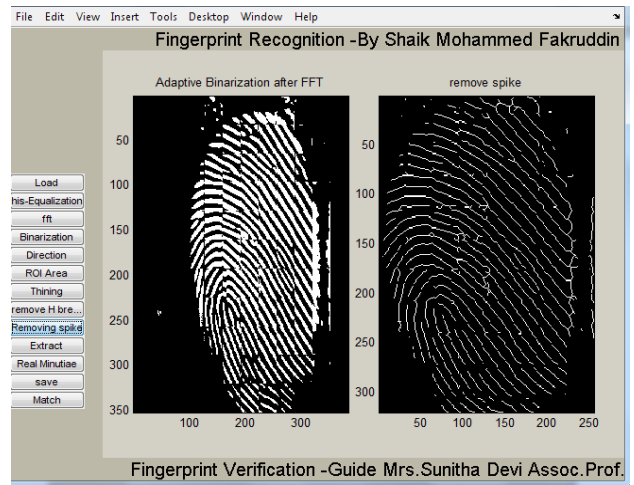 File Edit View Insert Tools Desktop Window Help
Fingerprint Recognition -By Shaik Mohammed Fakruddin
Adaptive Binarization after FFT
remove spike
50
100
150
200
250
300
350
100 200 300
50
100
150
200
250
300
50 100 150 200 250
Load
his-Equalization
fft
Binarization
Direction
ROI Area
Thining
remove H bre...
Removing spike
Extract
Real Minutiae
save
Match
Fingerprint Verification -Guide Mrs.Sunitha Devi Assoc.Prof.